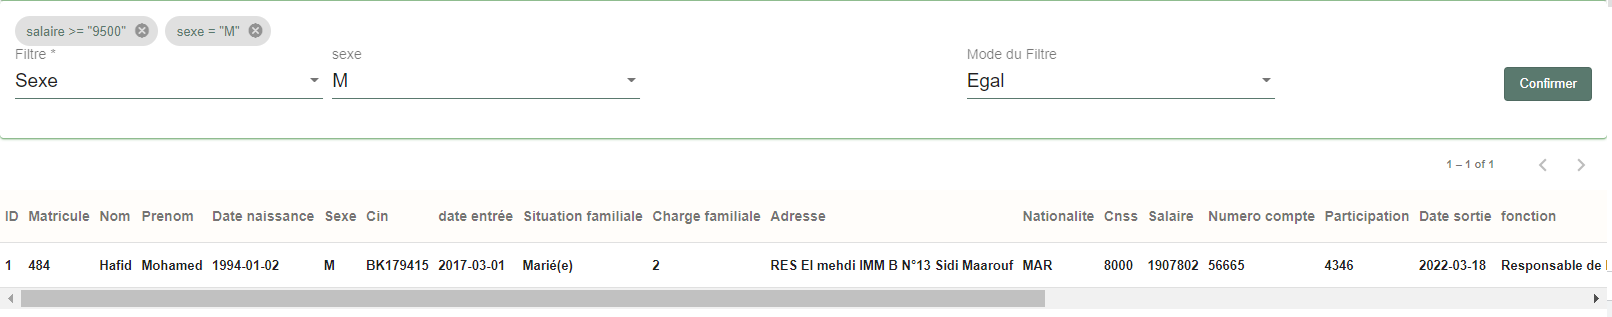 salaire >= "9500" sexe = "M"
Filtre * sexe Mode du Filtre
Sexe M Egal Confirmer
1 – 1 of 1
ID Matricule Nom Prenom Date naissance Sexe Cin date entrée Situation familiale Charge familiale Adresse Nationalite Cnss Salaire Numero compte Participation Date sortie fonction
1 484 Hafid Mohamed 1994-01-02 M BK179415 2017-03-01 Marié(e) 2 RES El mehdi IMM B N°13 Sidi Maarouf MAR 8000 1907802 56665 4346 2022-03-18 Responsable de